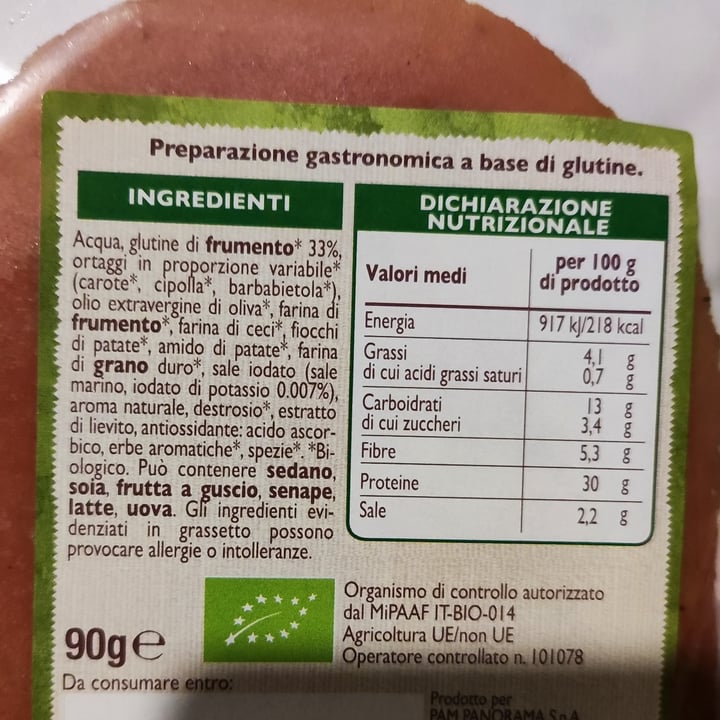 Preparazione gastronomica a base di glutine.
INGREDIENTI
Acqua, glutine di frumento* 33%,
ortaggi in proporzione variabile*
(carote*, cipolla*, barbabietola*),
olio extravergine di oliva*, farina di
frumento*, farina di ceci*, fiocchi
di patate*, amido di patate*, farina
di grano duro*, sale iodato (sale
marino, iodato di potassio 0.007%),
aroma naturale, destrosio*, estratto
di lievito, antiossidante: acido ascor-
bico, erbe aromatiche*, spezie*. *Bi-
ologico. Può contenere sedano,
soia, frutta a guscio, senape,
latte, uova. Gli ingredienti evi-
denziati in grassetto possono
provocare allergie o intolleranze.
DICHIARAZIONE
NUTRIZIONALE
Valori medi per 100 g
di prodotto
Energia 917 kJ/218 kcal
Grassi 4,1 g
di cui acidi grassi saturi 0,7 g
Carboidrati 13 g
di cui zuccheri 3,4 g
Fibre 5,3 g
Proteine 30 g
Sale 2,2 g
90g e
Organismo di controllo autorizzato
dal MiPAAF IT-BIO-014
Agricoltura UE/non UE
Operatore controllato n. 101078
Da consumare entro:
Prodotto per
PAM PANORAMA S.p.A.